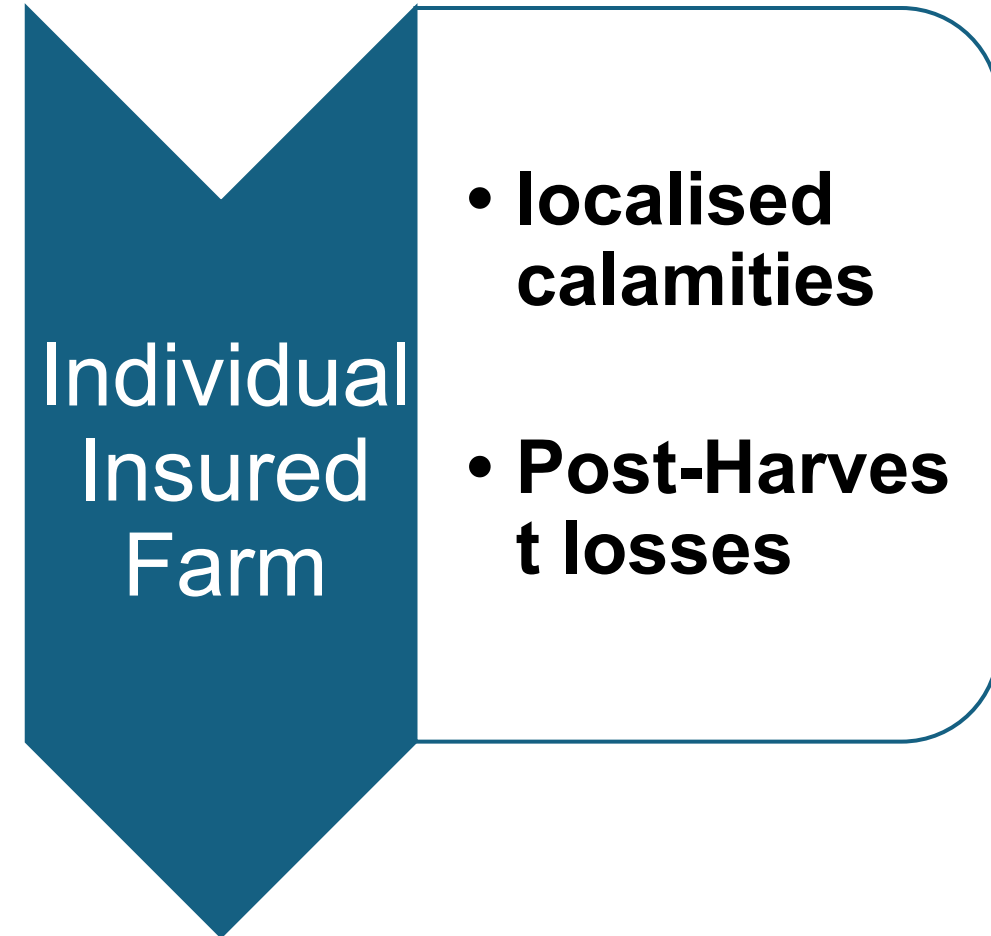 Individual
Insured
Farm
• localised
calamities
• Post-Harves
t losses